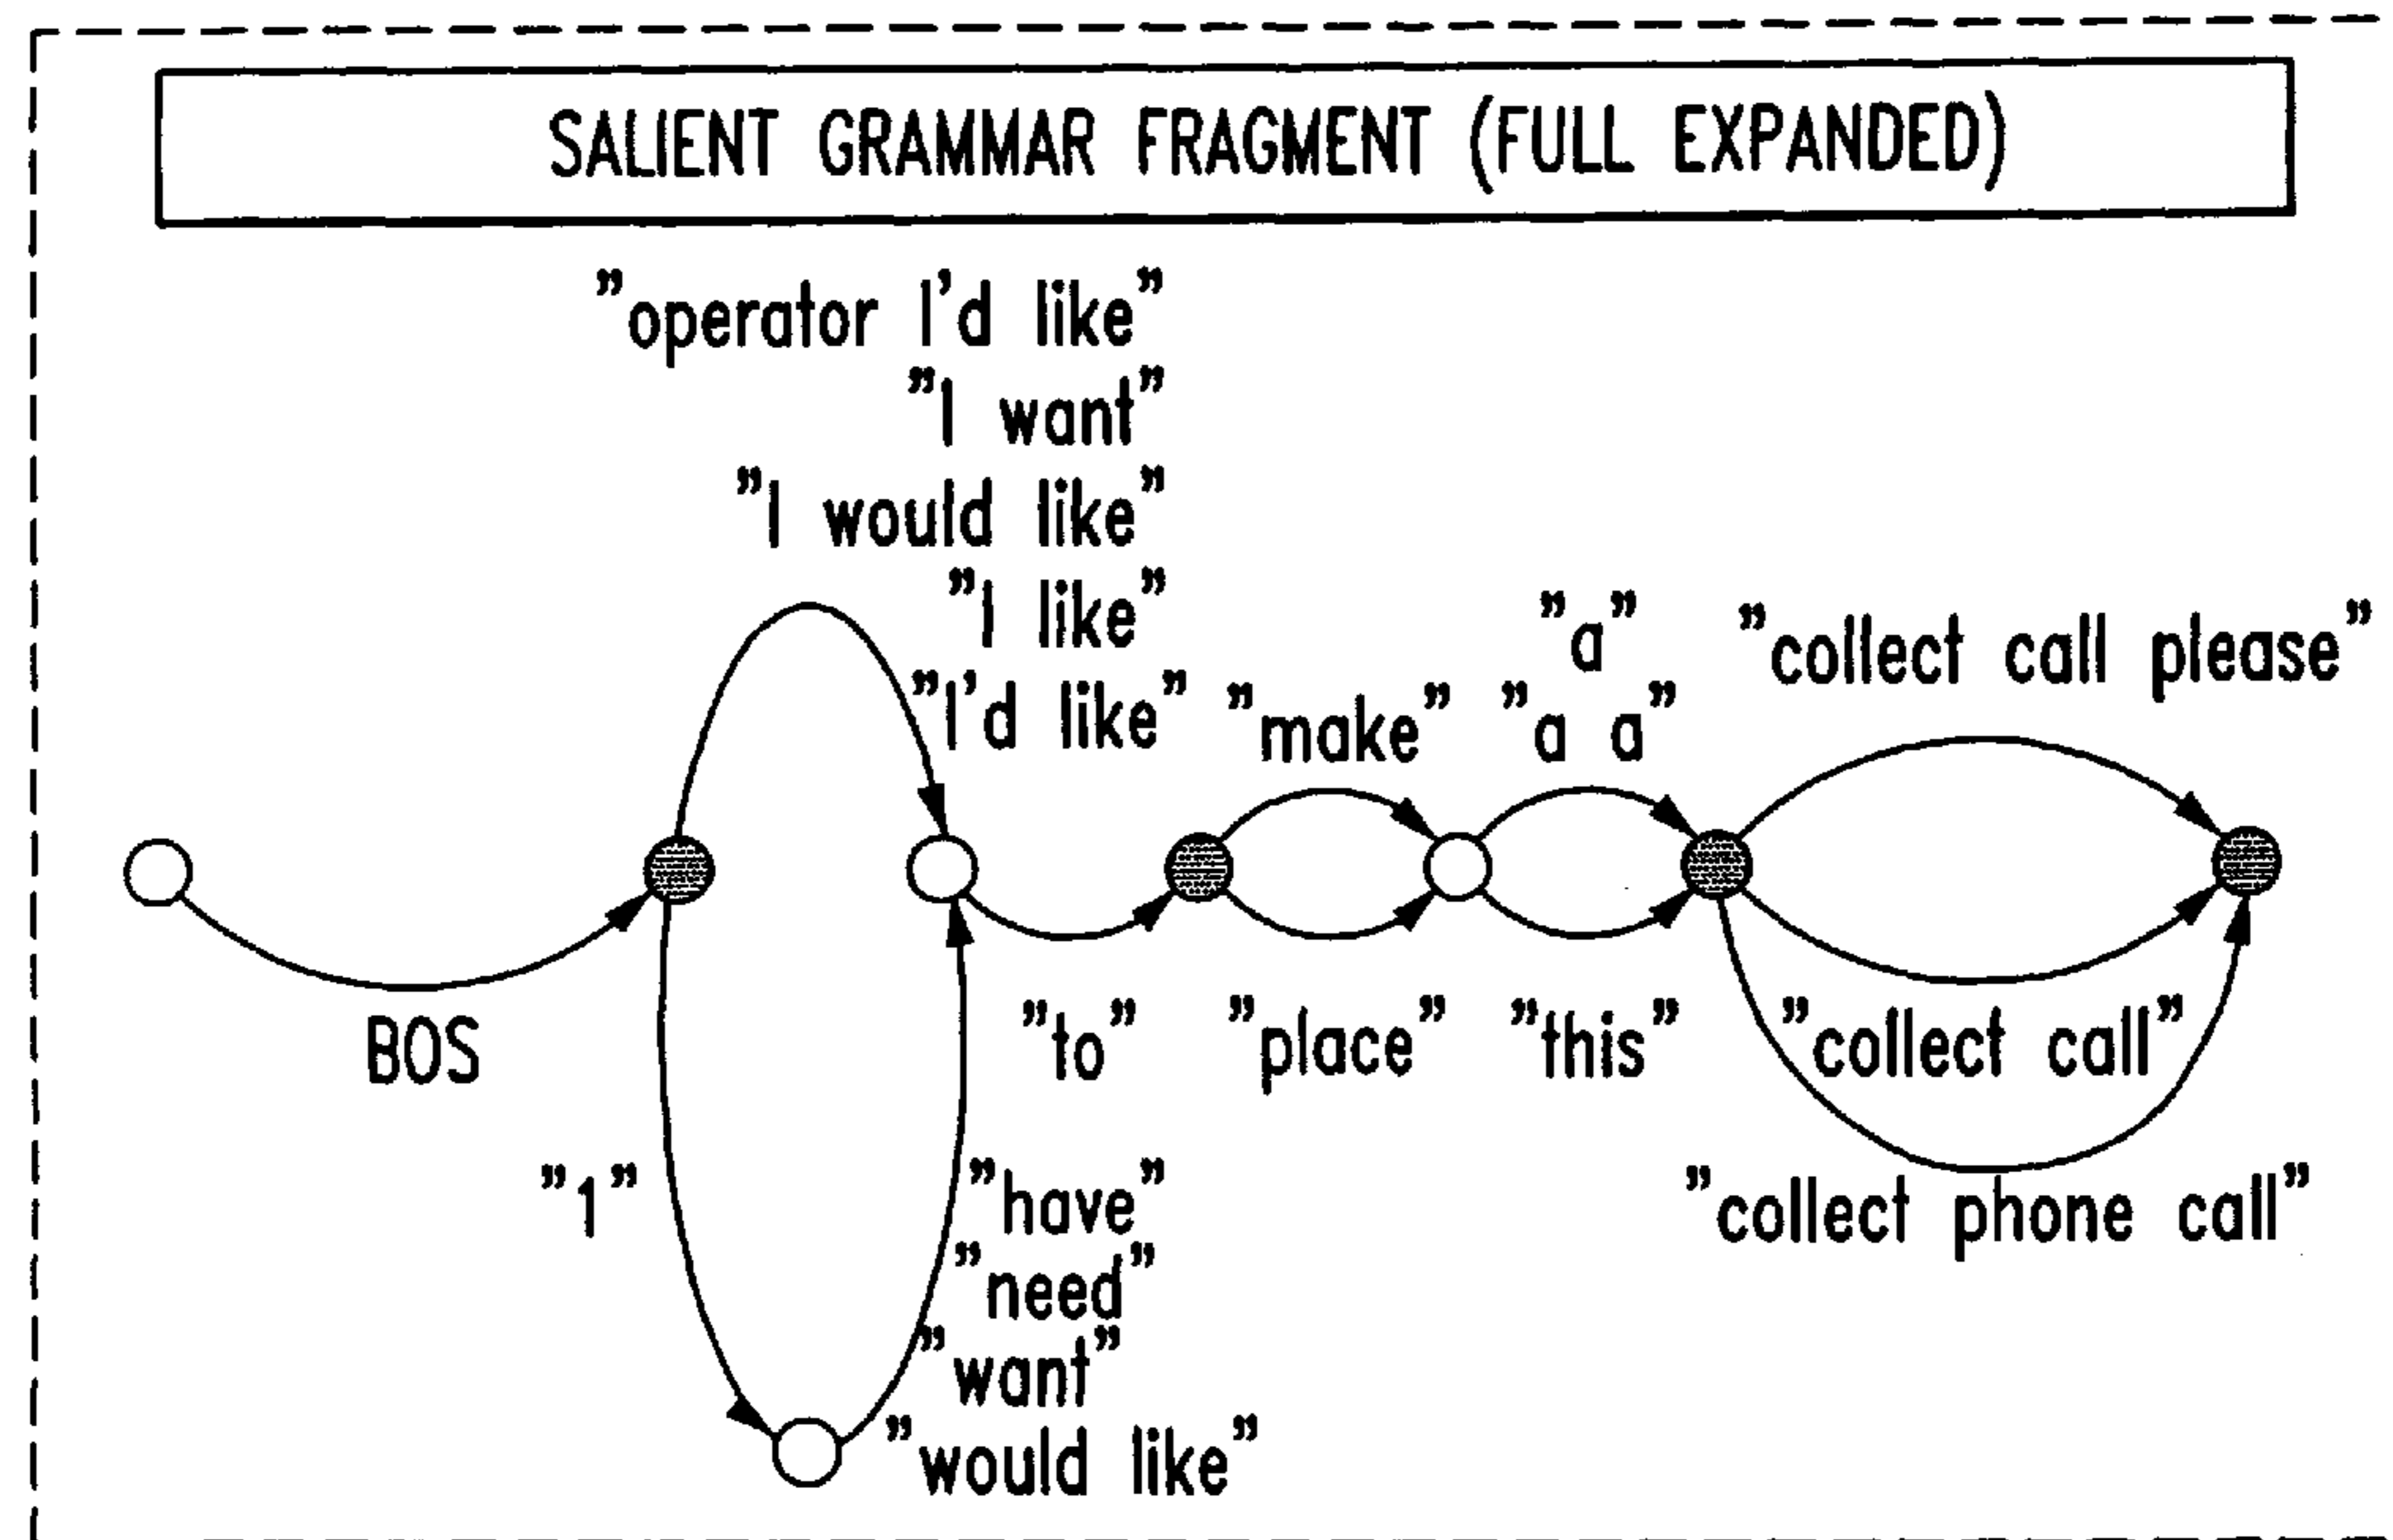 SALIENT GRAMMAR FRAGMENT (FULL EXPANDED)
"operator I'd like"
"I want"
"I would like"
"I like"
"I'd like"
"make"
"a"
"a a"
"collect call please"
BOS
"to"
"place"
"this"
"collect call"
"1"
"have"
"need"
"want"
"would like"
"collect phone call"